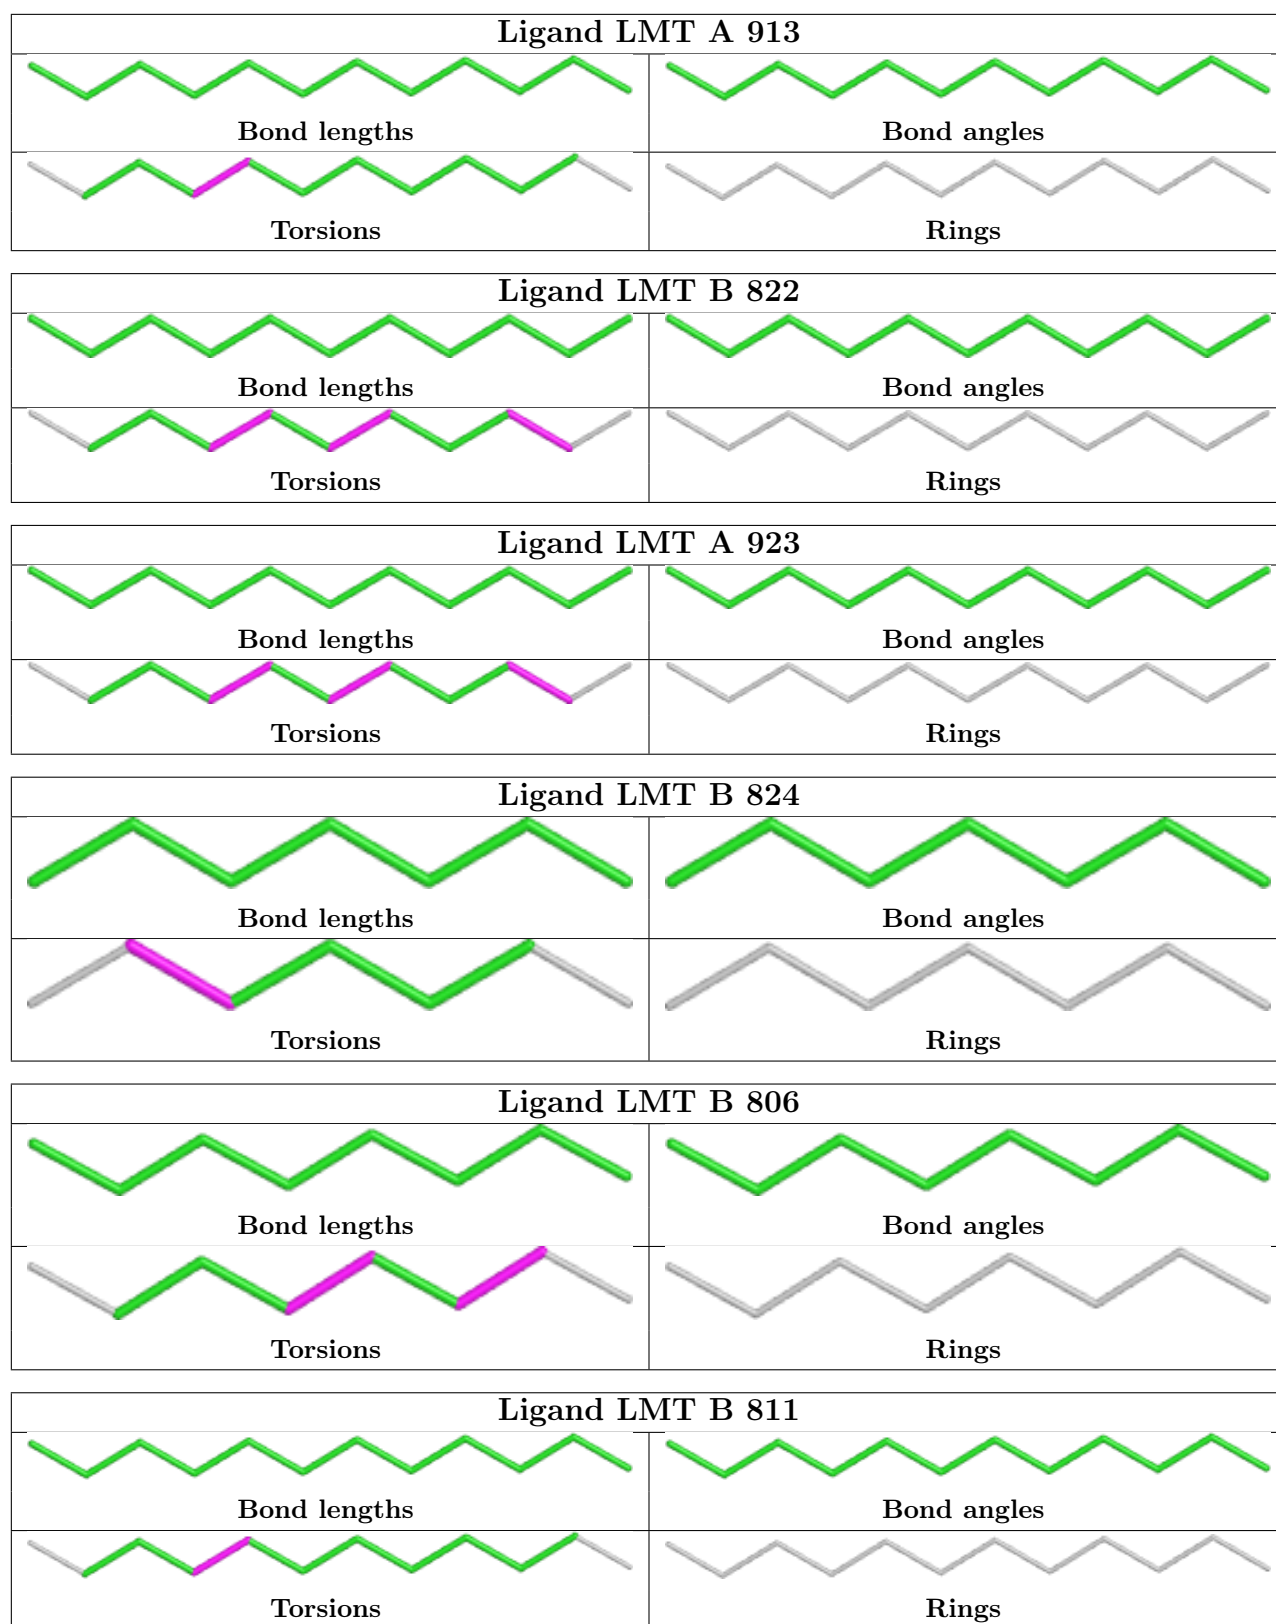 Ligand LMT A 913
Bond lengths
Bond angles
Torsions
Rings
Ligand LMT B 822
Bond lengths
Bond angles
Torsions
Rings
Ligand LMT A 923
Bond lengths
Bond angles
Torsions
Rings
Ligand LMT B 824
Bond lengths
Bond angles
Torsions
Rings
Ligand LMT B 806
Bond lengths
Bond angles
Torsions
Rings
Ligand LMT B 811
Bond lengths
Bond angles
Torsions
Rings